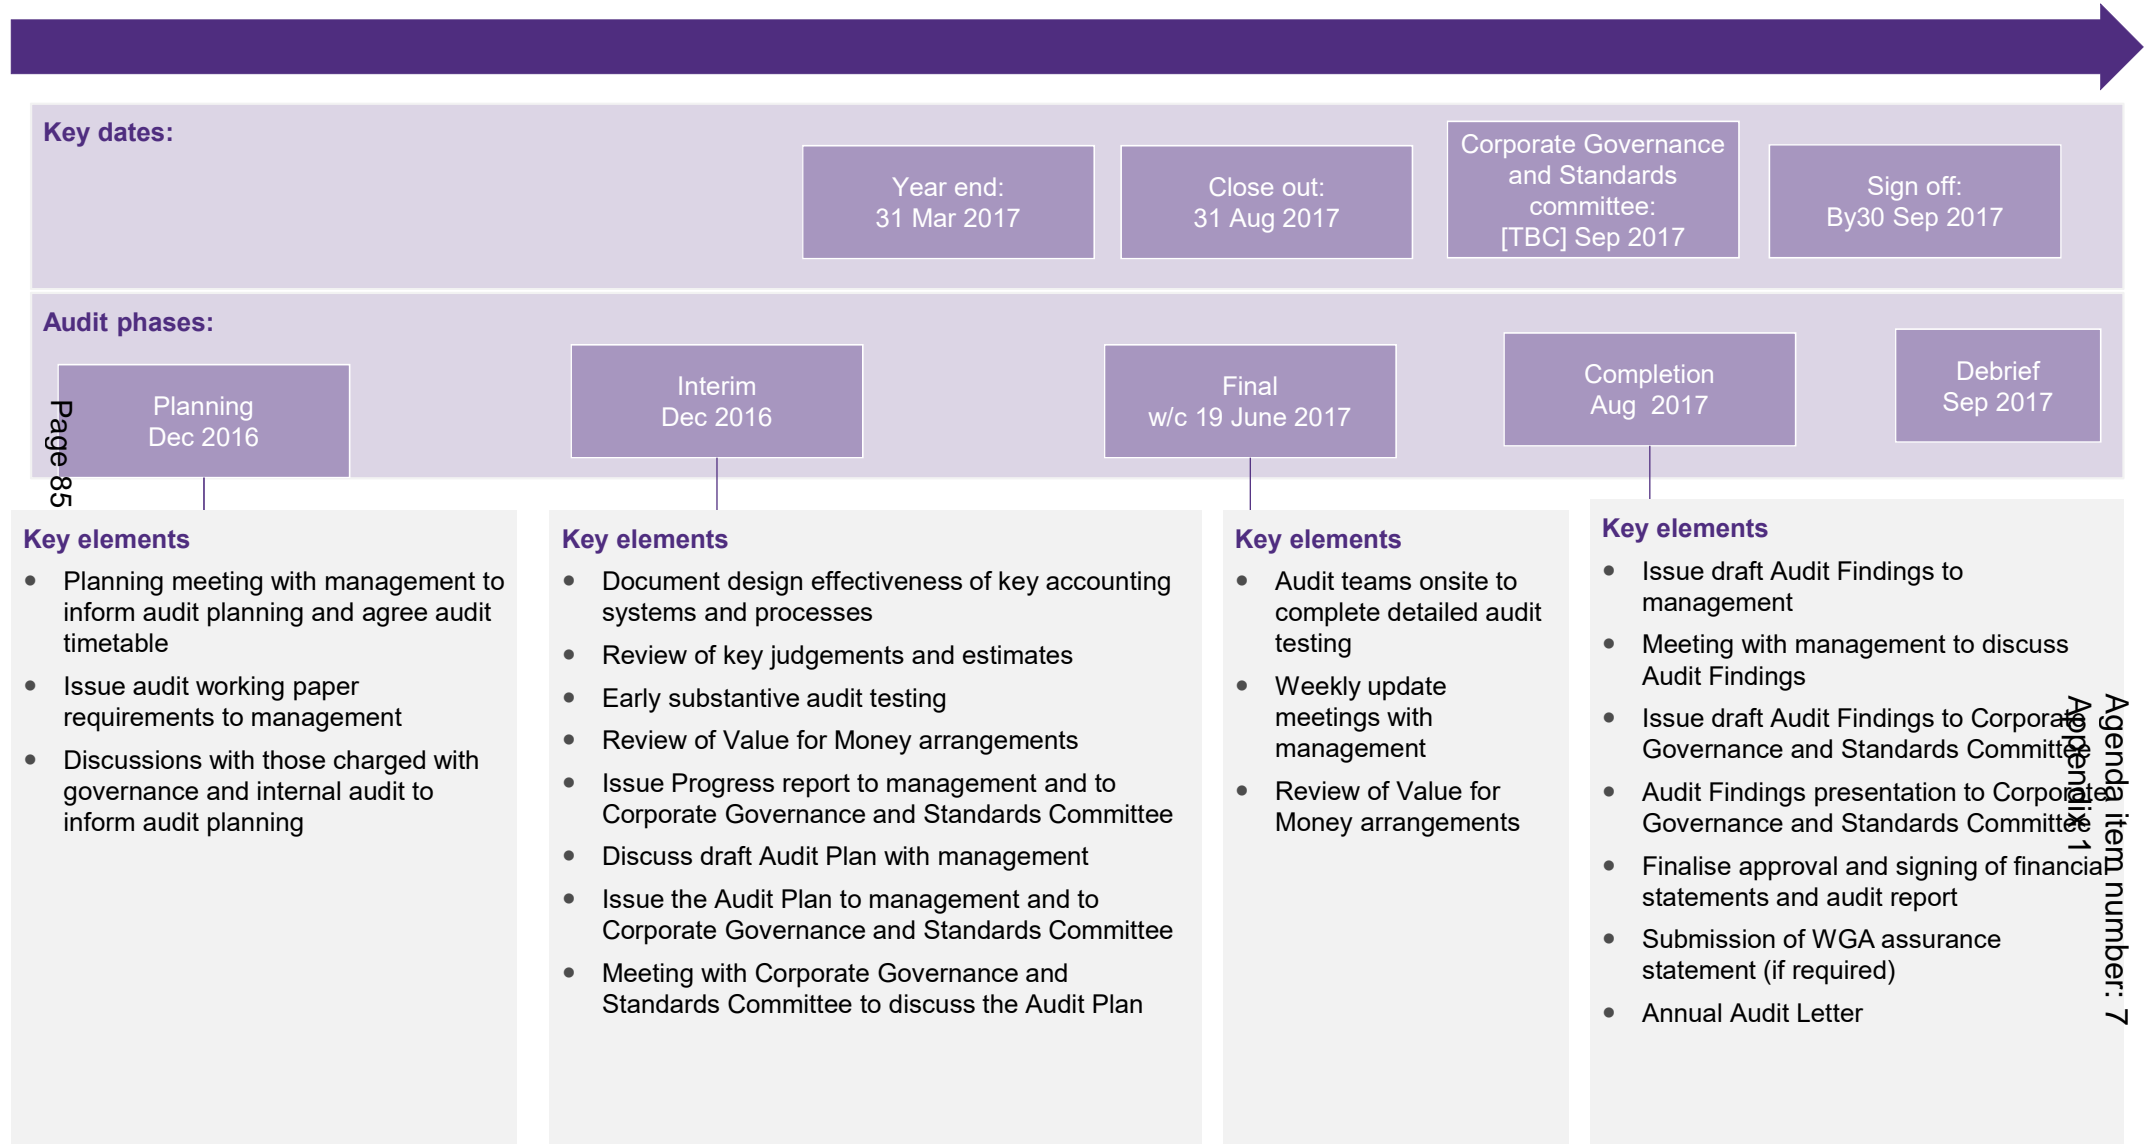 Key dates:
Year end:
31 Mar 2017
Close out:
31 Aug 2017
Corporate Governance
and Standards
committee:
[TBC] Sep 2017
Sign off:
By30 Sep 2017
Audit phases:
Planning
Dec 2016
Interim
Dec 2016
Final
w/c 19 June 2017
Completion
Aug  2017
Debrief
Sep 2017
Page 85
Key elements
• Planning meeting with management to
inform audit planning and agree audit
timetable
• Issue audit working paper
requirements to management
• Discussions with those charged with
governance and internal audit to
inform audit planning
Key elements
• Document design effectiveness of key accounting
systems and processes
• Review of key judgements and estimates
• Early substantive audit testing
• Review of Value for Money arrangements
• Issue Progress report to management and to
Corporate Governance and Standards Committee
• Discuss draft Audit Plan with management
• Issue the Audit Plan to management and to
Corporate Governance and Standards Committee
• Meeting with Corporate Governance and
Standards Committee to discuss the Audit Plan
Key elements
• Audit teams onsite to
complete detailed audit
testing
• Weekly update
meetings with
management
• Review of Value for
Money arrangements
Key elements
• Issue draft Audit Findings to
management
• Meeting with management to discuss
Audit Findings
• Issue draft Audit Findings to Corporate
Governance and Standards Committee
• Audit Findings presentation to Corporate
Governance and Standards Committee
• Finalise approval and signing of financial
statements and audit report
• Submission of WGA assurance
statement (if required)
• Annual Audit Letter
Agenda item number: 7
Appendix 1